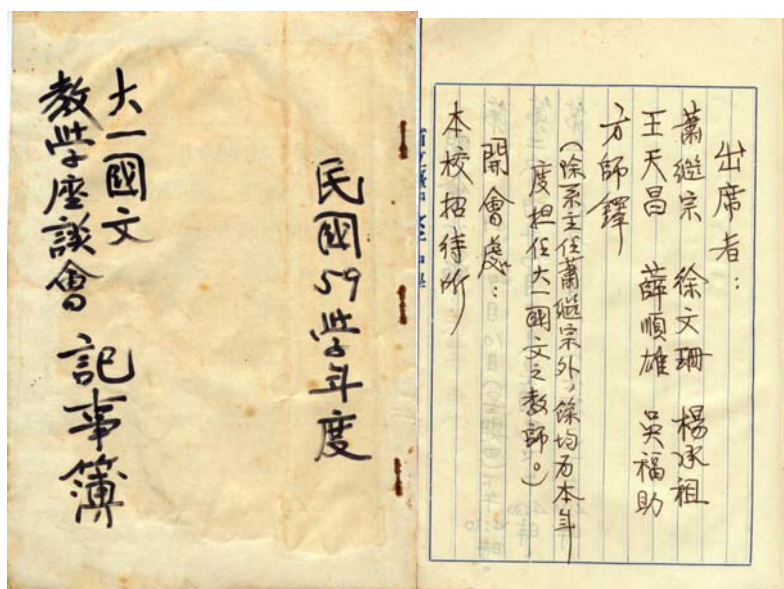 民國59学年度
大一國文
教学座談會 記事簿
出席者：
蕭繼宗 徐文珊 楊承祖
王天昌 薛順雄 吳福助
方師鐸
(除系主任蕭繼宗外，餘均为本年
度担任大一國文之教師。)
開會處：
本校招待所